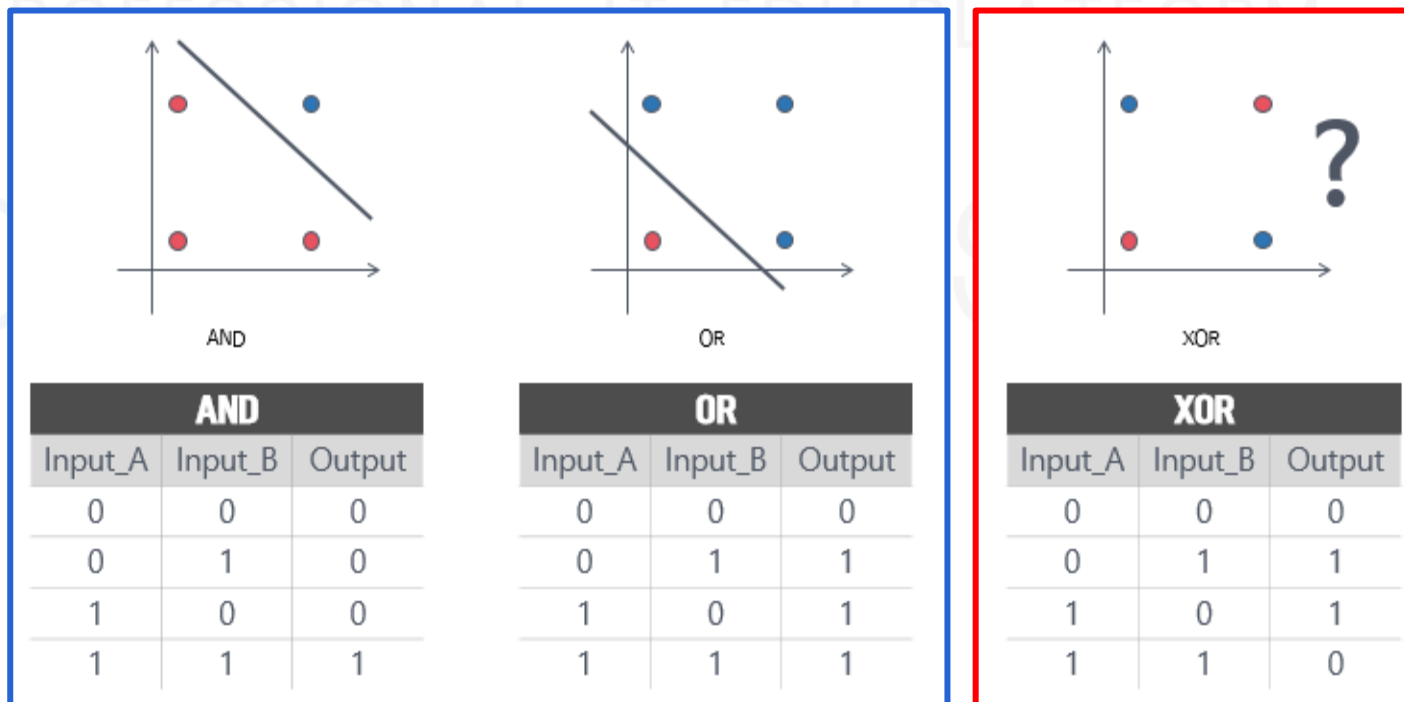 ?
AND
OR
XOR
AND
Input_A Input_B Output
0 0 0
0 1 0
1 0 0
1 1 1
OR
Input_A Input_B Output
0 0 0
0 1 1
1 0 1
1 1 1
XOR
Input_A Input_B Output
0 0 0
0 1 1
1 0 1
1 1 0